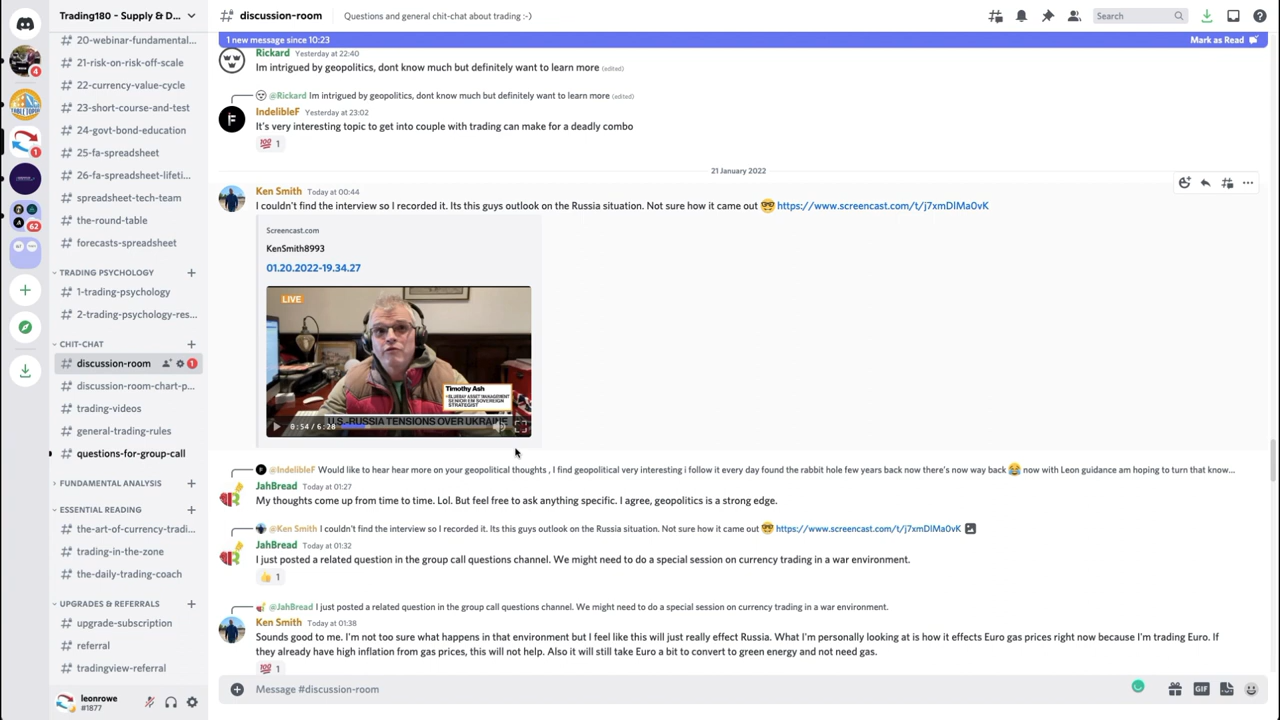 Trading180 - Supply & D...
discussion-room
Questions and general chit-chat about trading :-)
Search
4
1
62
20-webinar-fundamental...
21-risk-on-risk-off-scale
22-currency-value-cycle
23-short-course-and-test
24-govt-bond-education
25-fa-spreadsheet
26-fa-spreadsheet-lifeti...
spreadsheet-tech-team
the-round-table
forecasts-spreadsheet
TRADING PSYCHOLOGY
1-trading-psychology
2-trading-psychology-res...
CHIT-CHAT
discussion-room 1
discussion-room-chart-p...
trading-videos
general-trading-rules
questions-for-group-call
FUNDAMENTAL ANALYSIS
ESSENTIAL READING
the-art-of-currency-tradi...
trading-in-the-zone
the-daily-trading-coach
UPGRADES & REFERRALS
upgrade-subscription
referral
tradingview-referral
leonrowe
#1877
1 new message since 10:23
Mark as Read
Rickard Yesterday at 22:40
Im intrigued by geopolitics, dont know much but definitely want to learn more (edited)
@Rickard Im intrigued by geopolitics, dont know much but definitely want to learn more (edited)
IndelibleF Yesterday at 23:02
It's very interesting topic to get into couple with trading can make for a deadly combo
💯 1
21 January 2022
Ken Smith Today at 00:44
I couldn't find the interview so I recorded it. Its this guys outlook on the Russia situation. Not sure how it came out 🤓 https://www.screencast.com/t/j7xmDlMa0vK
Screencast.com
KenSmith8993
01.20.2022-19.34.27
LIVE
Timothy Ash
BLUEBAY ASSET MANAGEMENT
SENIOR EM SOVEREIGN
STRATEGIST
U.S.-RUSSIA TENSIONS OVER UKRAINE
0:54 / 6:28
@IndelibleF Would like to hear hear more on your geopolitical thoughts , I find geopolitical very interesting i follow it every day found the rabbit hole few years back now there's now way back 😂 now with Leon guidance am hoping to turn that know...
JahBread Today at 01:27
My thoughts come up from time to time. Lol. But feel free to ask anything specific. I agree, geopolitics is a strong edge.
@Ken Smith I couldn't find the interview so I recorded it. Its this guys outlook on the Russia situation. Not sure how it came out 🤓 https://www.screencast.com/t/j7xmDlMa0vK
JahBread Today at 01:32
I just posted a related question in the group call questions channel. We might need to do a special session on currency trading in a war environment.
👍 1
@JahBread I just posted a related question in the group call questions channel. We might need to do a special session on currency trading in a war environment.
Ken Smith Today at 01:38
Sounds good to me. I'm not too sure what happens in that environment but I feel like this will just really effect Russia. What I'm personally looking at is how it effects Euro gas prices right now because I'm trading Euro. If
they already have high inflation from gas prices, this will not help. Also it will still take Euro a bit to convert to green energy and not need gas.
💯 1
Message #discussion-room
GIF